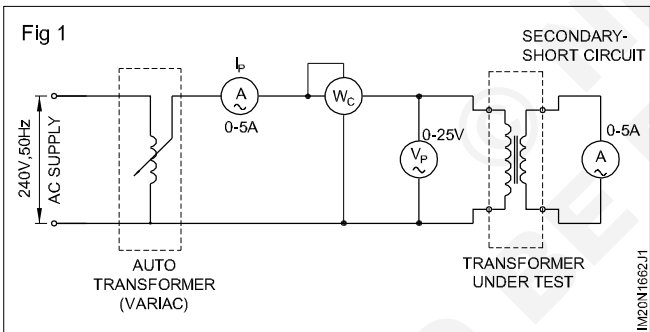 Fig 1
SECONDARY-
SHORT CIRCUIT
IP
A
0-5A
WC
240V,50Hz
AC SUPPLY
VP
0-25V
0-5A
A
AUTO
TRANSFORMER
(VARIAC)
TRANSFORMER
UNDER TEST
IM20N1662J1